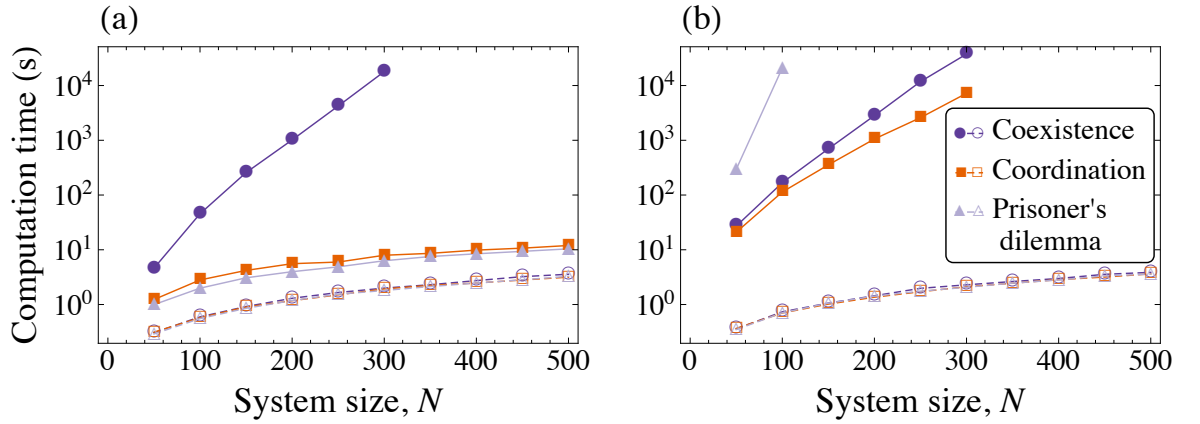 (a)
(b)
Computation time (s)
10^4
10^3
10^2
10^1
10^0
0 100 200 300 400 500
System size, N
10^4
10^3
10^2
10^1
10^0
0 100 200 300 400 500
System size, N
Coexistence
Coordination
Prisoner's
dilemma